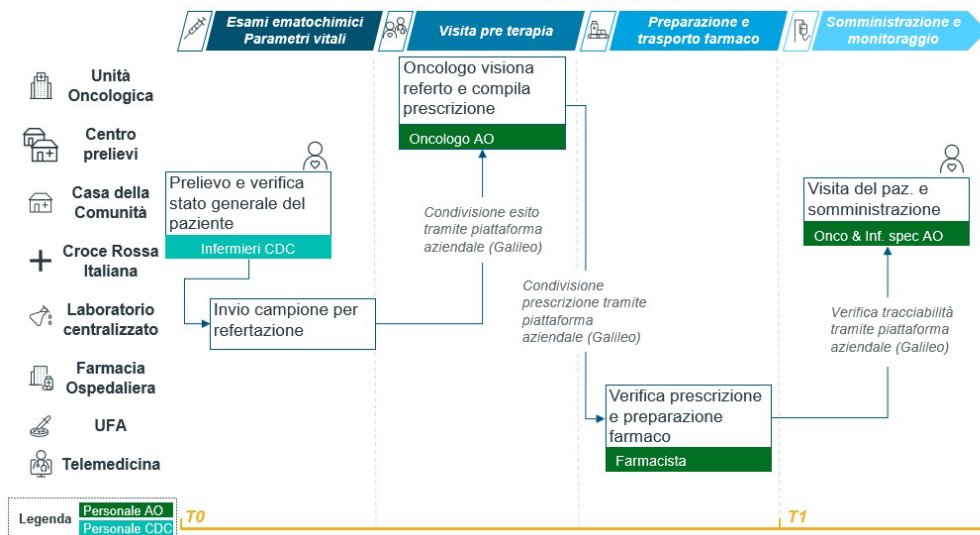 Esami ematochimici
Parametri vitali
Visita pre terapia
Preparazione e
trasporto farmaco
Somministrazione e
monitoraggio
Unità
Oncologica
Centro
prelievi
Casa della
Comunità
Croce Rossa
Italiana
Laboratorio
centralizzato
Farmacia
Ospedaliera
UFA
Telemedicina
Prelievo e verifica
stato generale del
paziente
Infermieri CDC
Invio campione per
refertazione
Oncologo visiona
referto e compila
prescrizione
Oncologo AO
Condivisione esito
tramite piattaforma
aziendale (Galileo)
Condivisione
prescrizione tramite
piattaforma
aziendale (Galileo)
Verifica prescrizione
e preparazione
farmaco
Farmacista
Visita del paz. e
somministrazione
Onco & Inf. spec AO
Verifica tracciabilità
tramite piattaforma
aziendale (Galileo)
Legenda
Personale AO
Personale CDC
T0
T1